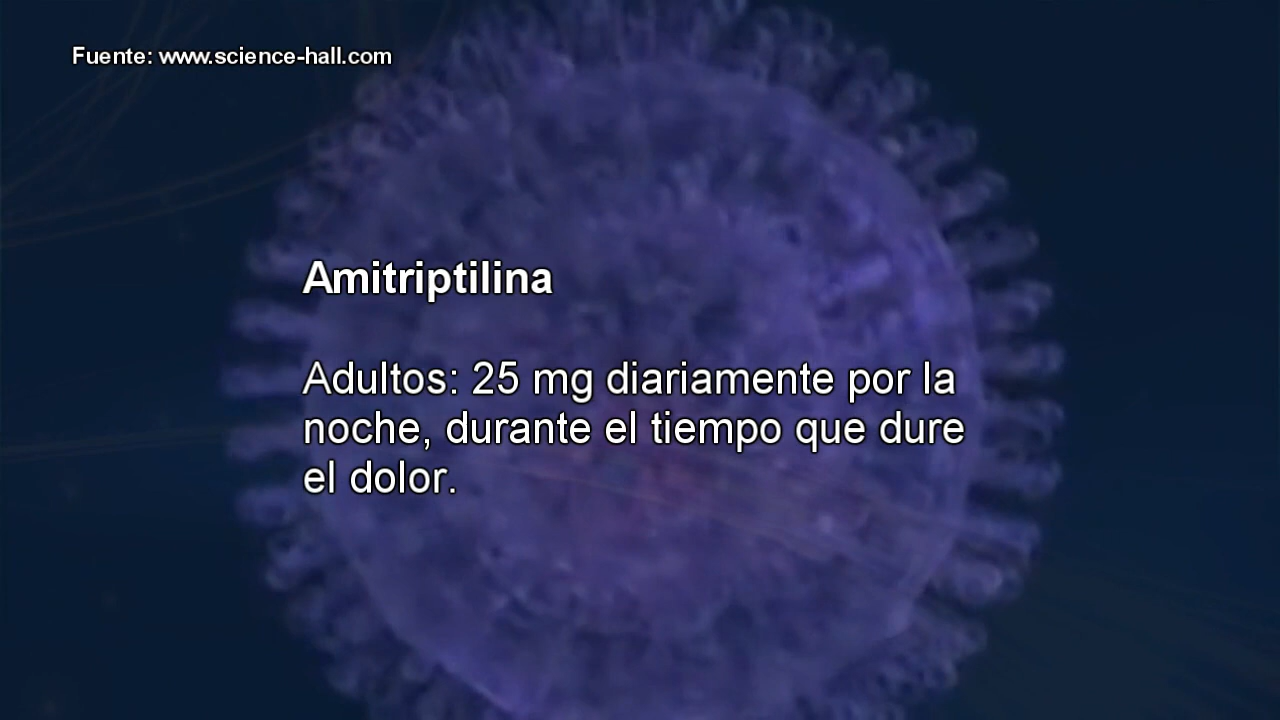 Fuente: www.science-hall.com
Amitriptilina
Adultos: 25 mg diariamente por la
noche, durante el tiempo que dure
el dolor.